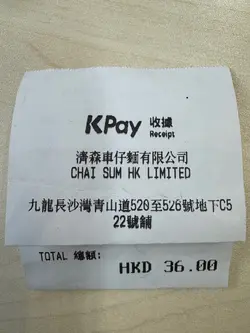 KPay 收據
Receipt
濟森車仔麵有限公司
CHAI SUM HK LIMITED
九龍長沙灣青山道520至526號地下C5
22號舖
TOTAL 總額:
HKD 36.00